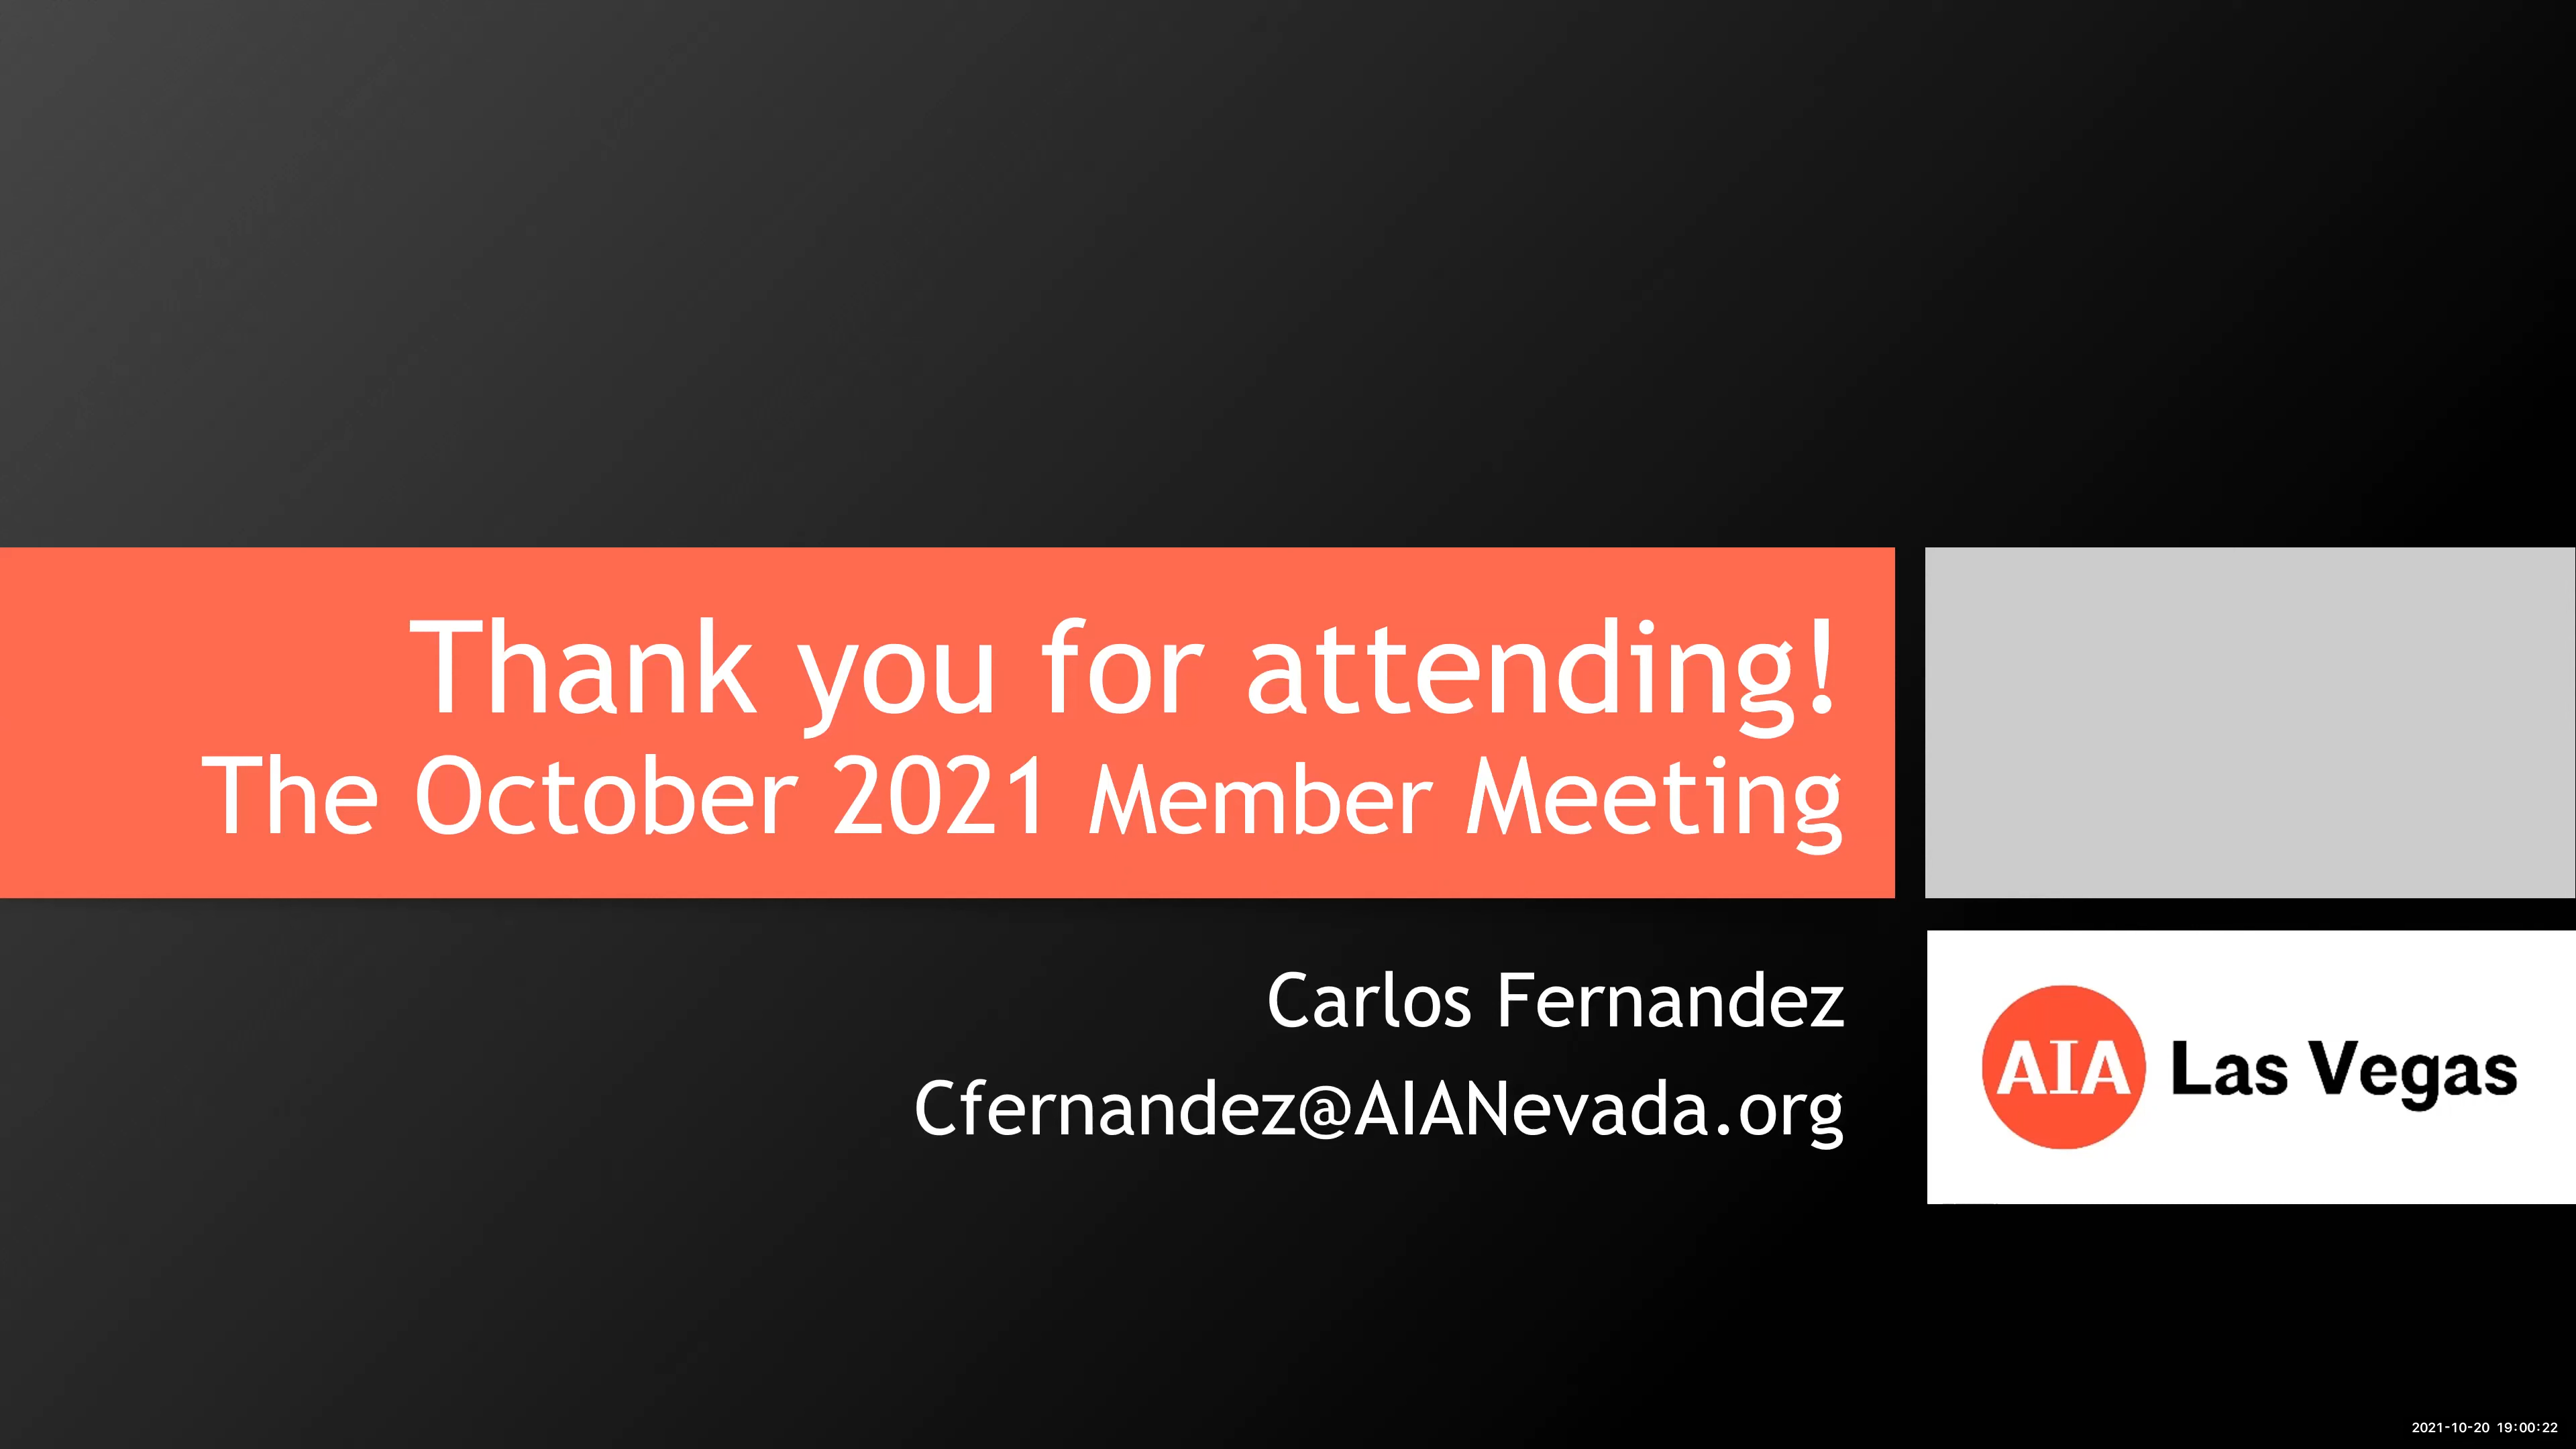 Thank you for attending!
The October 2021 Member Meeting
Carlos Fernandez
Cfernandez@AIANevada.org
AIA Las Vegas
2021-10-20 19:00:22